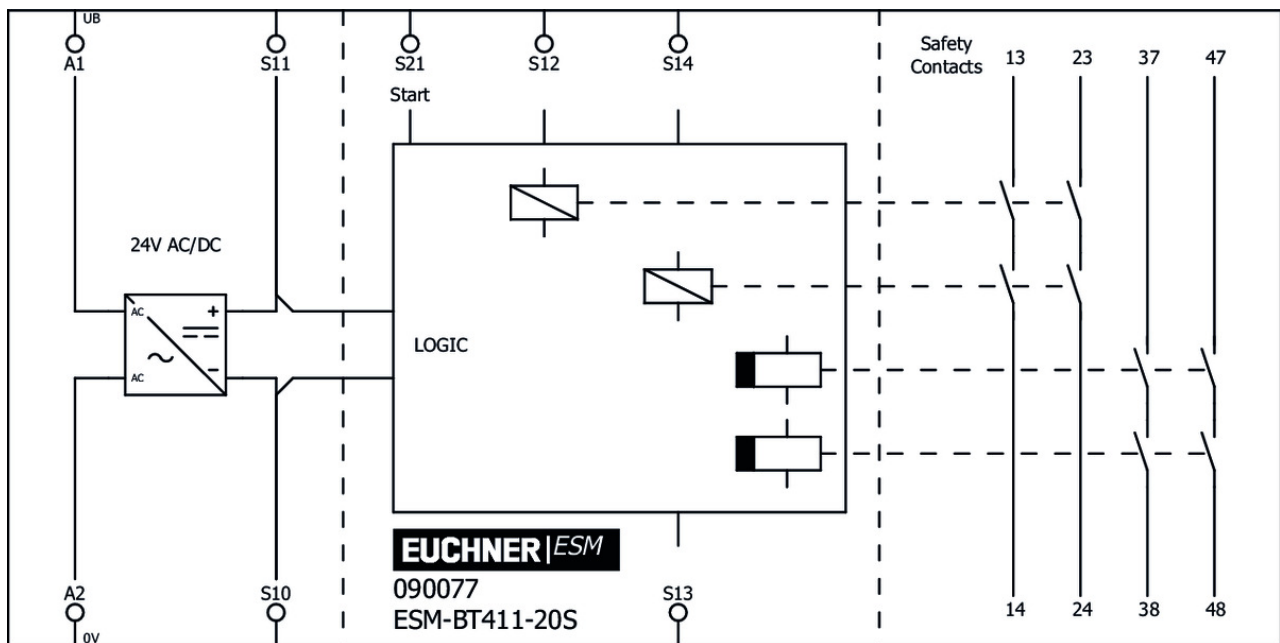 UB
A1
S11
S21
S12
S14
Safety
Contacts
13
23
37
47
Start
24V AC/DC
AC
+
AC
-
LOGIC
EUCHNER ESM
090077
ESM-BT411-20S
A2
0V
S10
S13
14
24
38
48